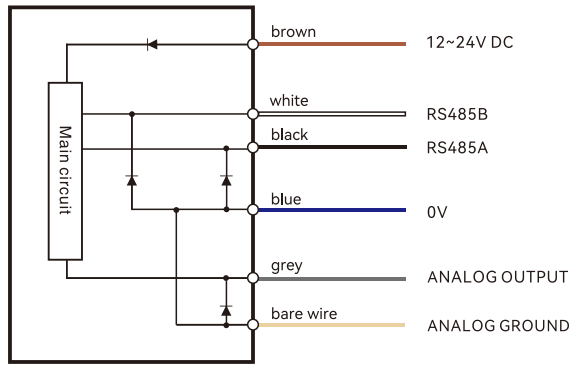 brown
12~24V DC
white
RS485B
black
RS485A
Main circuit
blue
0V
grey
ANALOG OUTPUT
bare wire
ANALOG GROUND